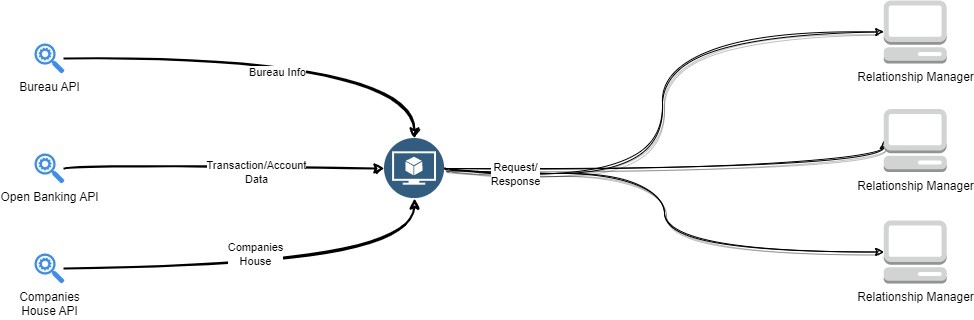 Bureau API
Bureau Info
Open Banking API
Transaction/Account
Data
Companies
House API
Companies
House
Request/
Response
Relationship Manager
Relationship Manager
Relationship Manager